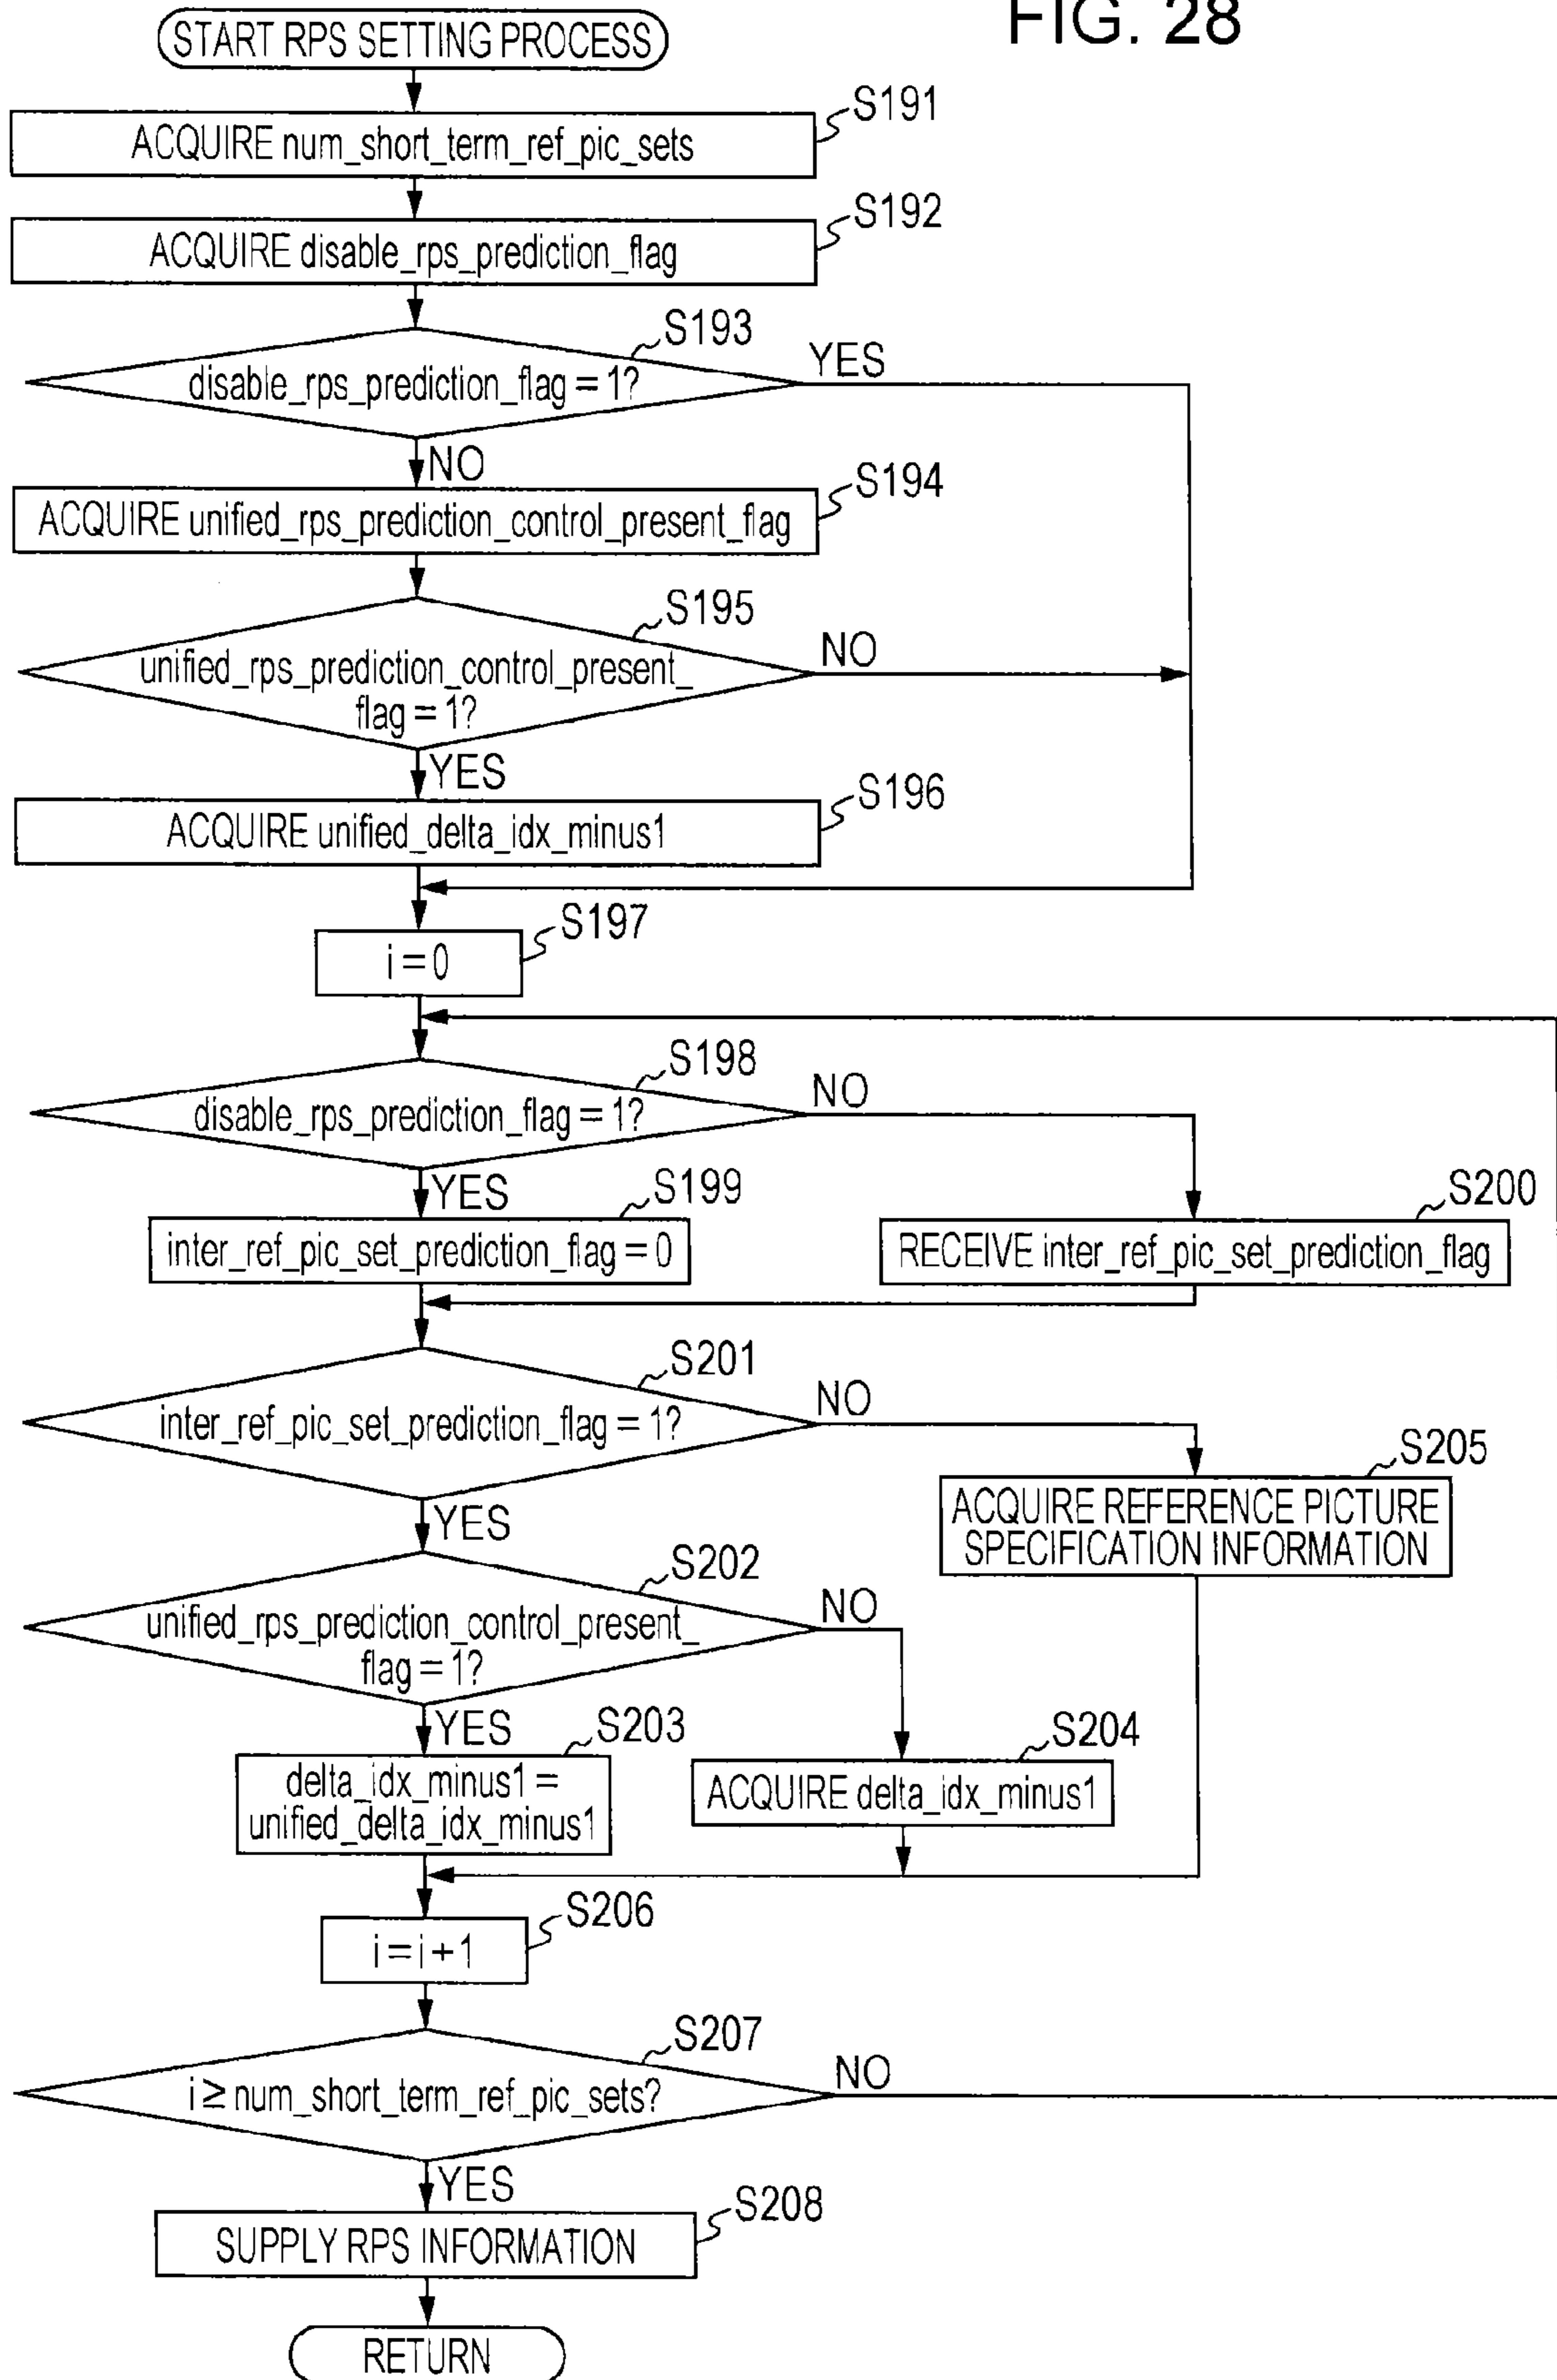 FIG. 28
START RPS SETTING PROCESS
S191
ACQUIRE num_short_term_ref_pic_sets
S192
ACQUIRE disable_rps_prediction_flag
S193
disable_rps_prediction_flag = 1?
YES
NO
S194
ACQUIRE unified_rps_prediction_control_present_flag
S195
unified_rps_prediction_control_present_
flag = 1?
NO
YES
S196
ACQUIRE unified_delta_idx_minus1
S197
i = 0
S198
disable_rps_prediction_flag = 1?
NO
YES
S199
inter_ref_pic_set_prediction_flag = 0
S200
RECEIVE inter_ref_pic_set_prediction_flag
S201
inter_ref_pic_set_prediction_flag = 1?
NO
YES
S205
ACQUIRE REFERENCE PICTURE
SPECIFICATION INFORMATION
S202
unified_rps_prediction_control_present_
flag = 1?
NO
YES
S203
delta_idx_minus1 =
unified_delta_idx_minus1
S204
ACQUIRE delta_idx_minus1
S206
i = i + 1
S207
i ≥ num_short_term_ref_pic_sets?
NO
YES
S208
SUPPLY RPS INFORMATION
RETURN